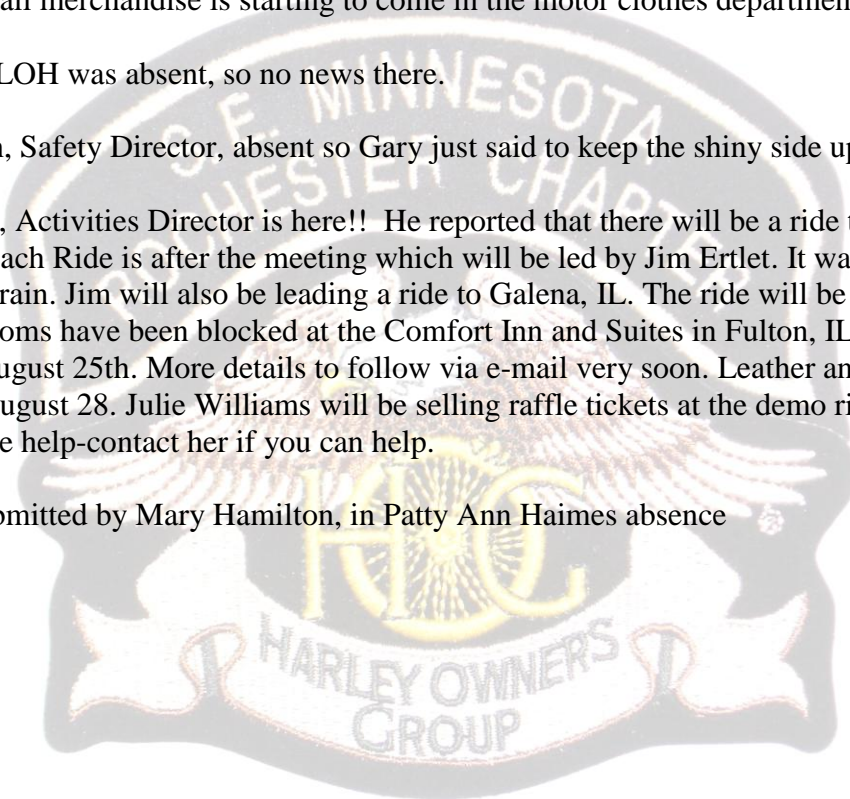 all merchandise is starting to come in the motor clothes departmen
LOH was absent, so no news there.
, Safety Director, absent so Gary just said to keep the shiny side up
, Activities Director is here!! He reported that there will be a ride t
ach Ride is after the meeting which will be led by Jim Ertlet. It wa
rain. Jim will also be leading a ride to Galena, IL. The ride will be
oms have been blocked at the Comfort Inn and Suites in Fulton, IL
ugust 25th. More details to follow via e-mail very soon. Leather an
ugust 28. Julie Williams will be selling raffle tickets at the demo ri
e help-contact her if you can help.
bmitted by Mary Hamilton, in Patty Ann Haimes absence
S.E. MINNESOTA
ROCHESTER CHAPTER
HOG
HARLEY OWNERS
GROUP